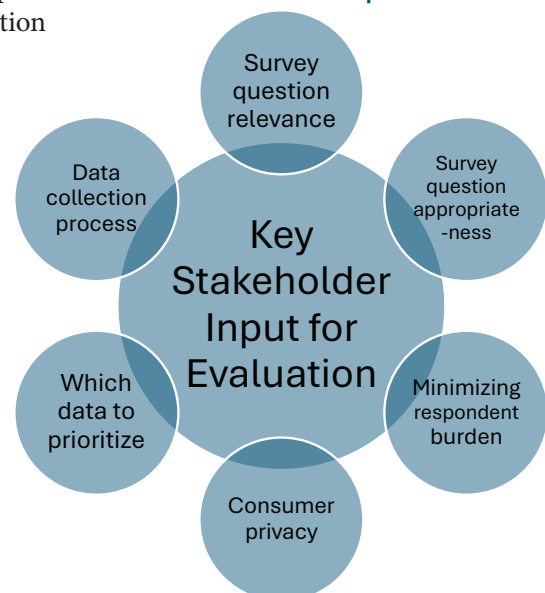 tion
Survey
question
relevance
Survey
question
appropriate
-ness
Minimizing
respondent
burden
Consumer
privacy
Which
data to
prioritize
Data
collection
process
Key
Stakeholder
Input for
Evaluation